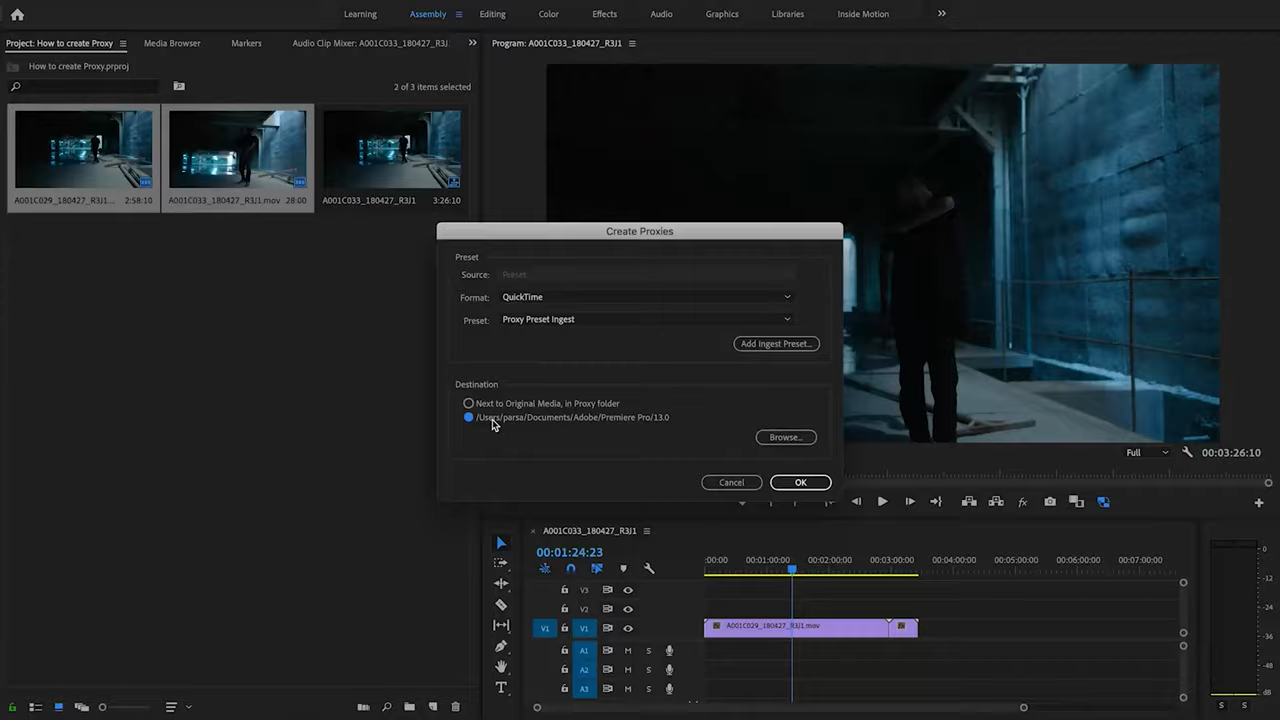 Learning Assembly Editing Color Effects Audio Graphics Libraries Inside Motion
Project: How to create Proxy Media Browser Markers Audio Clip Mixer: A001C033_180427_R3J1
Program: A001C033_180427_R3J1
How to create Proxy.prproj
2 of 3 items selected
A001C029_180427_R3J1... 2:58:10
A001C033_180427_R3J1.mov 28:00
A001C033_180427_R3J1 3:26:10
Create Proxies
Preset
Source: Preset
Format: QuickTime
Preset: Proxy Preset Ingest
Add Ingest Preset...
Destination
Next to Original Media, in Proxy folder
/Users/parsa/Documents/Adobe/Premiere Pro/13.0
Browse...
Cancel OK
Full 00:03:26:10
fx
× A001C033_180427_R3J1
00:01:24:23
:00:00 00:01:00:00 00:02:00:00 00:03:00:00 00:04:00:00 00:05:00:00 00:06:00:00 00:07:00:00
V3
V2
V1 V1 A001C029_180427_R3J1.mov
A1 M S
A2 M S
T A3 M S
0
-12
-24
-36
-48
dB
S S